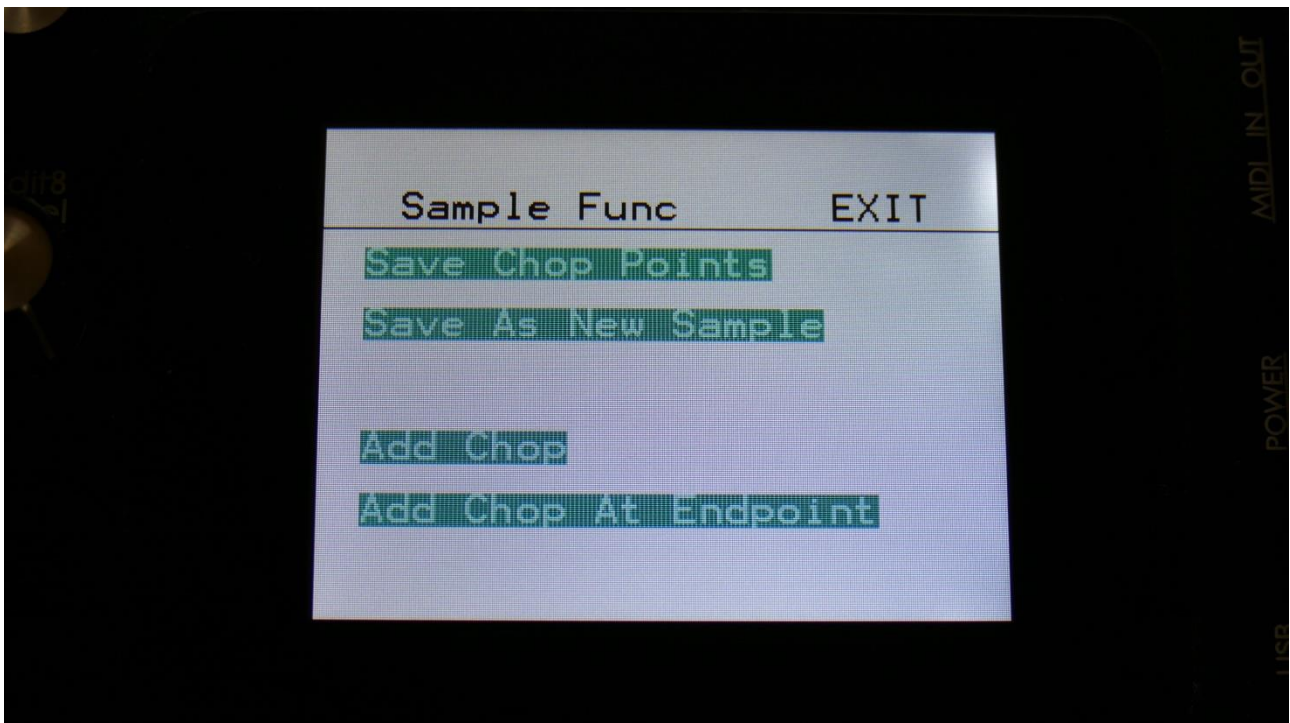 Sample Func EXIT
Save Chop Points
Save As New Sample
Add Chop
Add Chop At Endpoint
MIDI IN OUT
POWER
USB